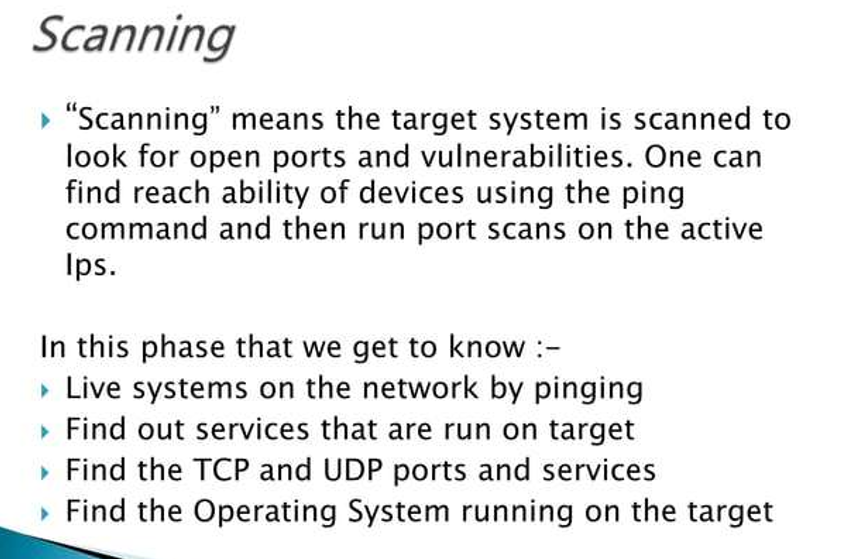 Scanning
“Scanning” means the target system is scanned to
look for open ports and vulnerabilities. One can
find reach ability of devices using the ping
command and then run port scans on the active
Ips.
In this phase that we get to know :–
Live systems on the network by pinging
Find out services that are run on target
Find the TCP and UDP ports and services
Find the Operating System running on the target